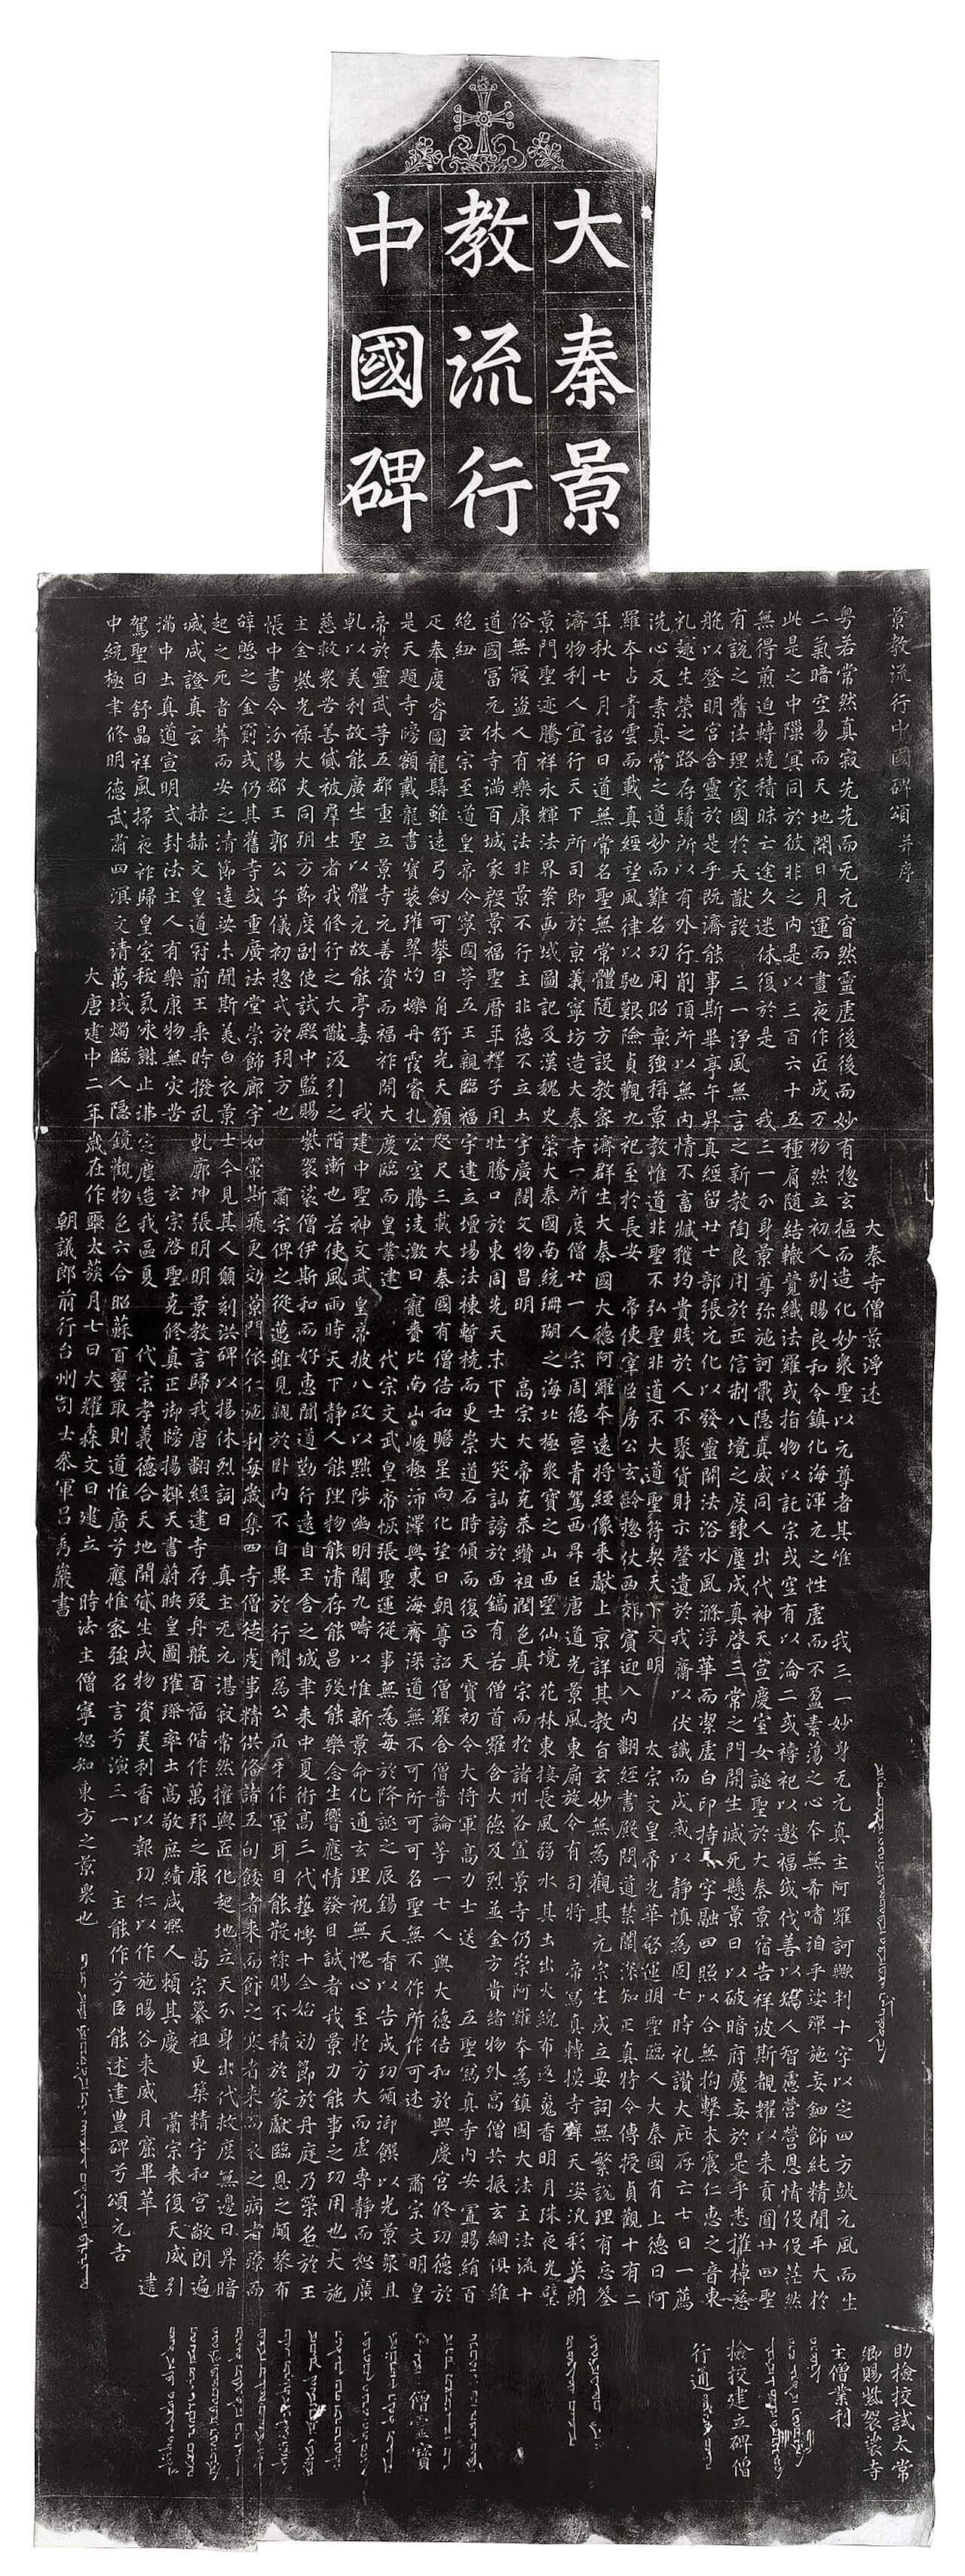 大秦景
教流行
中國碑
景教流行中國碑頌 并序
大秦寺僧景淨述
粵若常然真寂先先而无元窅然靈虛後後而妙有惣玄樞而造化妙衆聖以元尊者其唯 我三一妙身无元真主阿羅訶歟判十字以定四方鼓元風而生
二氣暗空易而天地開日月運而晝夜作匠成万物然立初人別賜良和令鎮化海渾元之性虛而不盈素蕩之心本無希嗜洎乎娑殫施妄鈿飾純精閒平大於
此是之中隟冥同於彼非之內是以三百六十五種肩隨結轍競織法羅或指物以託宗或空有以淪二或禱祀以邀福或伐善以矯人智慮營營恩情役役茫然
無得煎迫轉燒積昧亡途久迷休復於是 我三一分身景尊弥施訶戢隱真威同人出代神天宣慶室女誕聖於大秦景宿告祥波斯覩耀以来貢圓廿四聖
有說之舊法理家國於天猷設 三一淨風無言之新教陶良用於正信制八境之度鍊塵成真啓三常之門開生滅死懸景日以破暗府魔妄於是乎悉摧棹慈
航以登明宮含靈於是乎既濟能事斯畢亭午昇真經留廿七部張元化以發靈關法浴水風滌浮華而潔虛白印持十字融四照以合無拘擊木震仁惠之音東
礼趣生榮之路存鬚所以有外行削頂所以無內情不畜臧獲均貴賤於人不聚貨財示罄遺於我齋以伏識而成戒以靜慎為固七時礼讚大庇存亡七日一薦
洗心反素真常之道妙而難名功用昭彰強稱景教惟道非聖不弘聖非道不大道聖符契天下文明 太宗文皇帝光華啓運明聖臨人大秦國有上德曰阿
羅本占青雲而載真經望風律以馳艱險貞觀九祀至於長安 帝使宰臣房公玄齡惣仗西郊賓迎入內翻經書殿問道禁闈深知正真特令傳授貞觀十有二
年秋七月詔曰道無常名聖無常體隨方設教密濟群生大秦國大德阿羅本遠將經像来獻上京詳其教旨玄妙無為觀其元宗生成立要詞無繁說理有忘筌
濟物利人宜行天下所司即於京義寧坊造大秦寺一所度僧廿一人宗周德喪青駕西昇巨唐道光景風東扇旋令有司將 帝寫真轉摸寺壁天姿汎彩英朗
景門聖迹騰祥永輝法界案西域圖記及漢魏史策大秦國南統珊瑚之海北極衆寶之山西望仙境花林東接長風弱水其土出火綄布返魂香明月珠夜光璧
俗無寇盜人有樂康法非景不行主非德不立土宇廣闊文物昌明 高宗大帝克恭纘祖潤色真宗而於諸州各置景寺仍崇阿羅本為鎮國大法主法流十
道國冨元休寺滿百城家殷景福聖曆年釋子用壯騰口於東周先天末下士大笑訕謗於西鎬有若僧首羅含大德及烈並金方貴緒物外高僧共振玄綱俱維
絕紐 玄宗至道皇帝令寧國等五王親臨福宇建立壇場法棟暫橈而更崇道石時傾而復正天寶初令大將軍高力士送 五聖寫真寺內安置賜絹百
疋奉慶睿圖龍髯雖遠弓劍可攀日角舒光天顏咫尺三載大秦國有僧佶和瞻星向化望日朝尊詔僧羅含僧普論等一七人與大德佶和於興慶宮修功德於
是天題寺牓額戴龍書寶裝璀翠灼爍丹霞睿扎宏空騰凌激日寵賚比南山峻極沛澤與東海齊深道無不可所可可名聖無不作所作可述 肅宗文明皇
帝於靈武等五郡重立景寺元善資而福祚開大慶臨而皇業建 代宗文武皇帝恢張聖運從事無為每於降誕之辰錫天香以告成功頒御饌以光景衆且
乹以美利故能廣生聖以體元故能亭毒 我建中聖神文武皇帝披八政以黜陟幽明闡九疇以惟新景命化通玄理祝無愧心至於方大而虛專靜而恕廣
慈救衆苦善貸被群生者我修行之大猷汲引之階漸也若使風雨時天下靜人能理物能清存能昌歿能樂念生響應情發目誠者我景力能事之功用也大施
主金紫光祿大夫同朔方節度副使試殿中監賜紫袈裟僧伊斯和而好惠聞道勤行遠自王舍之城聿来中夏術高三代藝博十全始効節於丹庭乃策名於王
帳中書令汾陽郡王郭公子儀初惣戎於朔方也 肅宗俾之從邁雖見親於臥內不自異於行間為公爪牙作軍耳目能散祿賜不積於家獻臨恩之頗黎布
辭憩之金罽或仍其舊寺或重廣法堂崇飾廊宇如翬斯飛更効景門依仁施利每歲集四寺僧徒虔事精供備諸五旬餧者来而飰之寒者来而衣之病者療而
起之死者葬而安之清節達娑未聞斯美白衣景士今見其人願刻洪碑以揚休烈詞曰 真主无元湛寂常然權輿匠化起地立天分身出代救度無邊日昇暗
滅咸證真玄 赫赫文皇道冠前王乘時撥亂乹廓坤張明明景教言歸我唐翻經建寺存歿舟航百福偕作萬邦之康 高宗纂祖更築精宇和宮敞朗遍
滿中土真道宣明式封法主人有樂康物無災苦 玄宗啓聖克修真正御牓揚輝天書蔚映皇圖璀璨率土高敬庶績咸熙人賴其慶 肅宗来復天威引
駕聖日舒晶祥風掃夜祚歸皇室祆氛永謝止沸定塵造我區夏 代宗孝義德合天地開貸生成物資美利香以報功仁以作施暘谷来威月窟畢萃 建
中統極聿修明德武肅四溟文清萬域燭臨人隱鏡觀物色六合昭蘇百蠻取則道惟廣兮應惟密強名言兮演三一 主能作兮臣能述建豐碑兮頌元吉
大唐建中二年歲在作噩太蔟月七日大耀森文日建立 時法主僧寧恕知東方之景衆也
朝議郎前行台州司士參軍呂秀巖書
助檢挍試太常
卿賜紫袈裟寺
主僧業利
檢挍建立碑僧
行通
僧靈寶